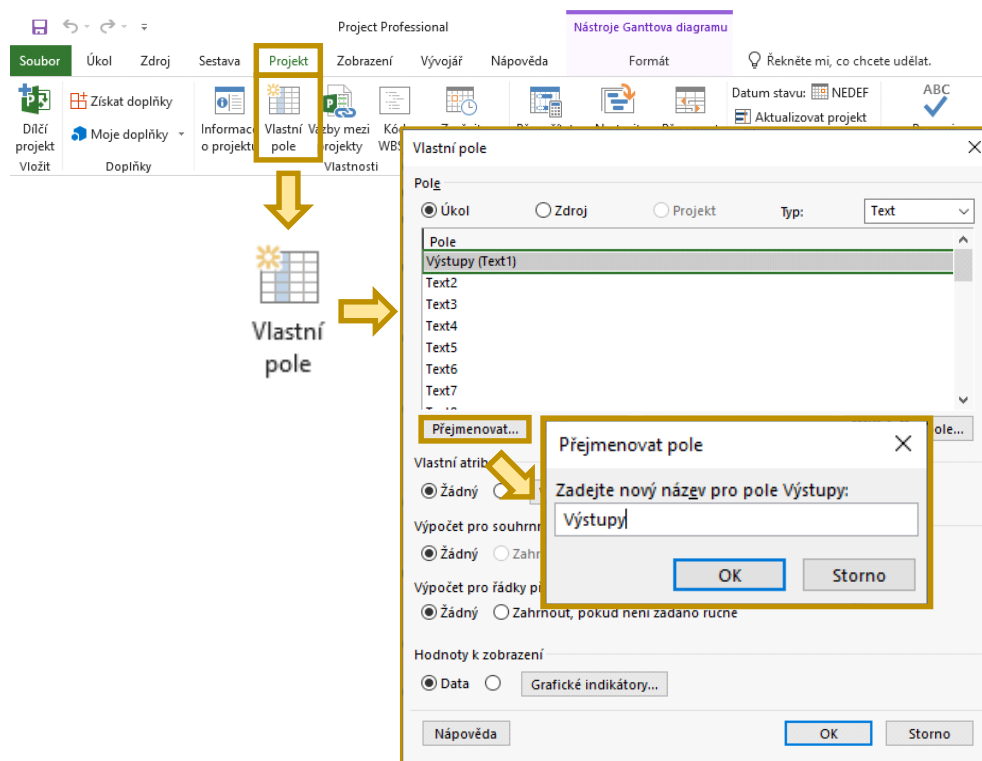 Project Professional
Nástroje Ganttova diagramu
Soubor Úkol Zdroj Sestava Projekt Zobrazení Vývojář Nápověda Formát Řekněte mi, co chcete udělat.
Dílčí projekt
Vložit
Získat doplňky
Moje doplňky
Doplňky
Informace o projektu
Vlastní pole
Vazby mezi projekty
Vlastnosti
Datum stavu: NEDEF
Aktualizovat projekt
ABC
Vlastní
pole
Vlastní pole
Pole
Úkol Zdroj Projekt Typ: Text
Pole
Výstupy (Text1)
Text2
Text3
Text4
Text5
Text6
Text7
Přejmenovat...
Přejmenovat pole
Zadejte nový název pro pole Výstupy:
Výstupy
OK Storno
Vlastní
Žádný
Výpočet pro
Žádný
Výpočet pro řádky
Žádný Zahrnout, pokud není zadáno ručně
Hodnoty k zobrazení
Data Grafické indikátory...
Nápověda OK Storno